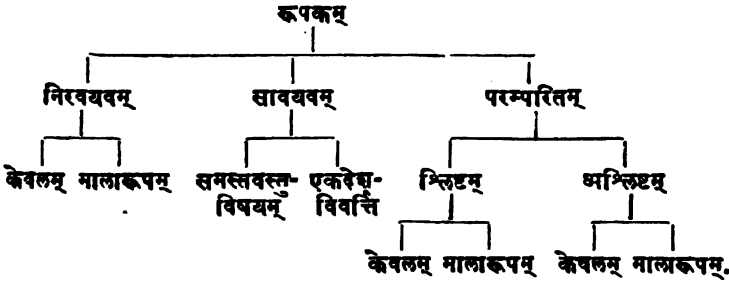 रूपकम्
निरवयवम् सावयवम् परम्परितम्
केवलम् मालारूपम् समस्तवस्तु- एकदेश- श्लिष्टम् अश्लिष्टम्
विषयम् विवर्त्ति
केवलम् मालारूपम् केवलम् मालारूपम्.